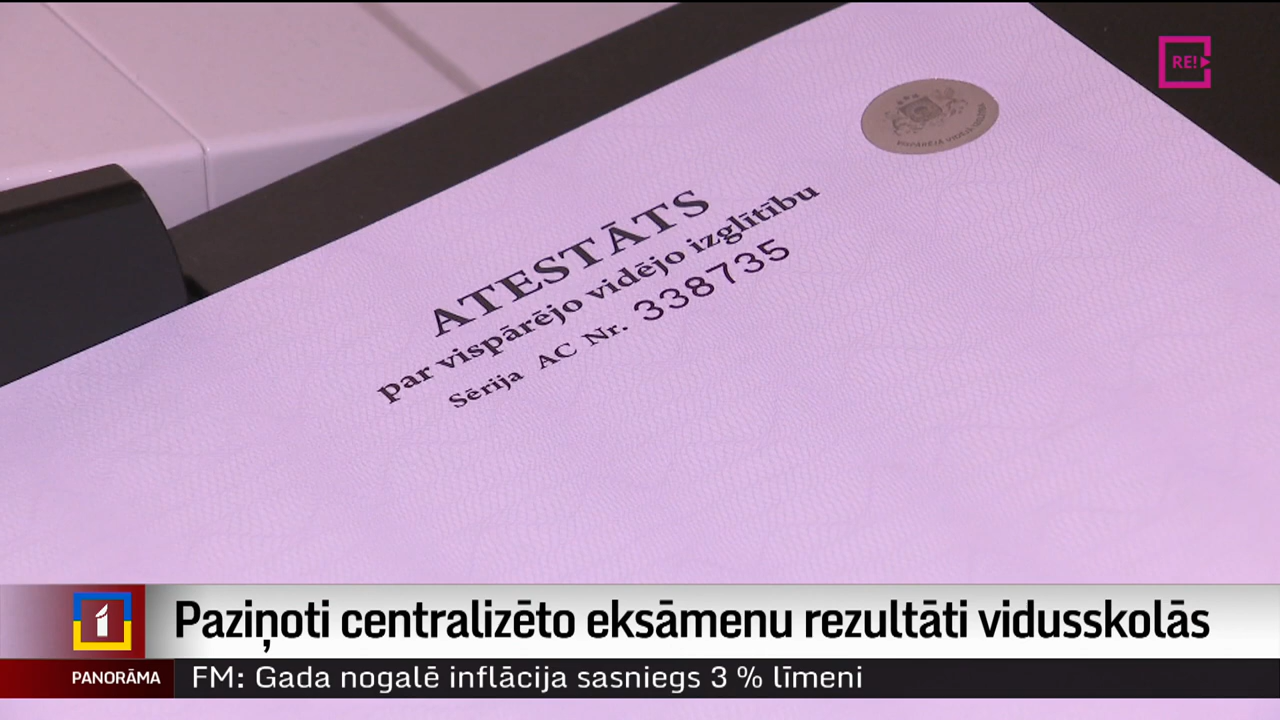 RE!
ATESTĀTS
par vispārējo vidējo izglītību
Sērija AC Nr. 338735
1
Paziņoti centralizēto eksāmenu rezultāti vidusskolās
PANORĀMA
FM: Gada nogalē inflācija sasniegs 3 % līmeni